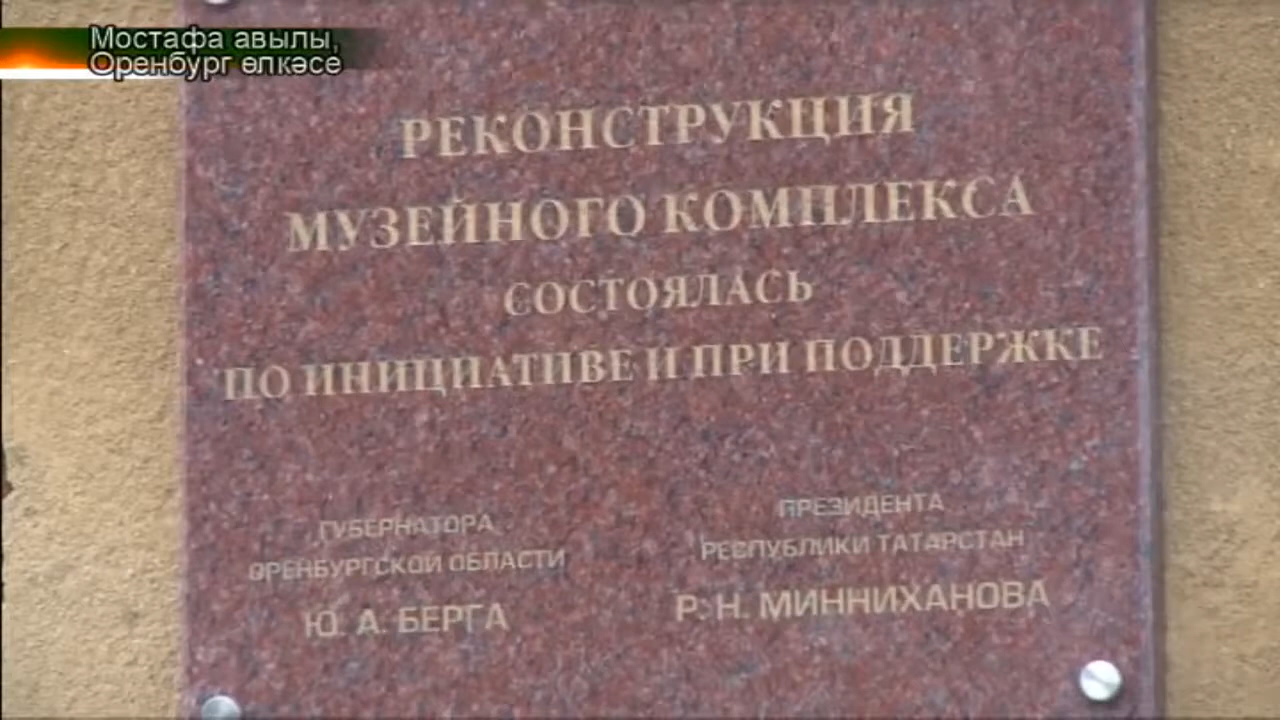 Мостафа авылы,
Оренбург өлкәсе
РЕКОНСТРУКЦИЯ
МУЗЕЙНОГО КОМПЛЕКСА
СОСТОЯЛАСЬ
ПО ИНИЦИАТИВЕ И ПРИ ПОДДЕРЖКЕ
ГУБЕРНАТОРА
ОРЕНБУРГСКОЙ ОБЛАСТИ
Ю. А. БЕРГА
ПРЕЗИДЕНТА
РЕСПУБЛИКИ ТАТАРСТАН
Р. Н. МИННИХАНОВА